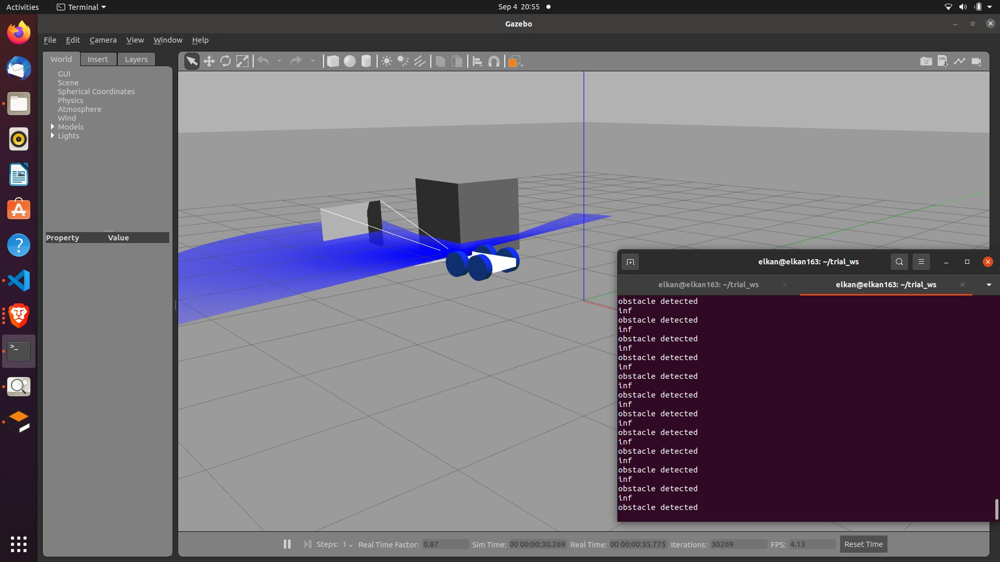 Activities Terminal Sep 4 20:55
Gazebo
File Edit Camera View Window Help
World Insert Layers
GUI
Scene
Spherical Coordinates
Physics
Atmosphere
Wind
Models
Lights
Property Value
LOG
elkan@elkan163: ~/trial_ws
elkan@elkan163: ~/trial_ws elkan@elkan163: ~/trial_ws
obstacle detected
inf
obstacle detected
inf
obstacle detected
inf
obstacle detected
inf
obstacle detected
inf
obstacle detected
inf
obstacle detected
inf
obstacle detected
inf
obstacle detected
inf
obstacle detected
inf
obstacle detected
inf
obstacle detected
Steps: 1 Real Time Factor: 0.87 Sim Time: 00 00:00:30.269 Real Time: 00 00:00:35.775 Iterations: 30269 FPS: 4.13 Reset Time